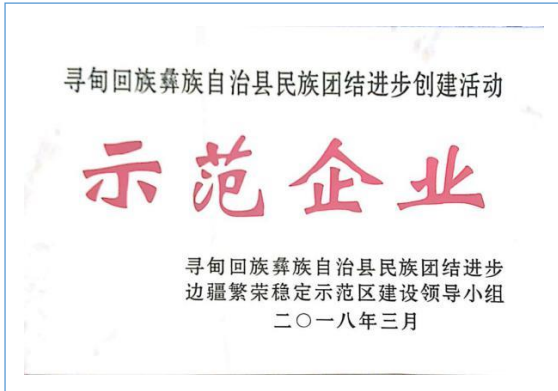 寻甸回族彝族自治县民族团结进步创建活动
示范企业
寻甸回族彝族自治县民族团结进步
边疆繁荣稳定示范区建设领导小组
二〇一八年三月